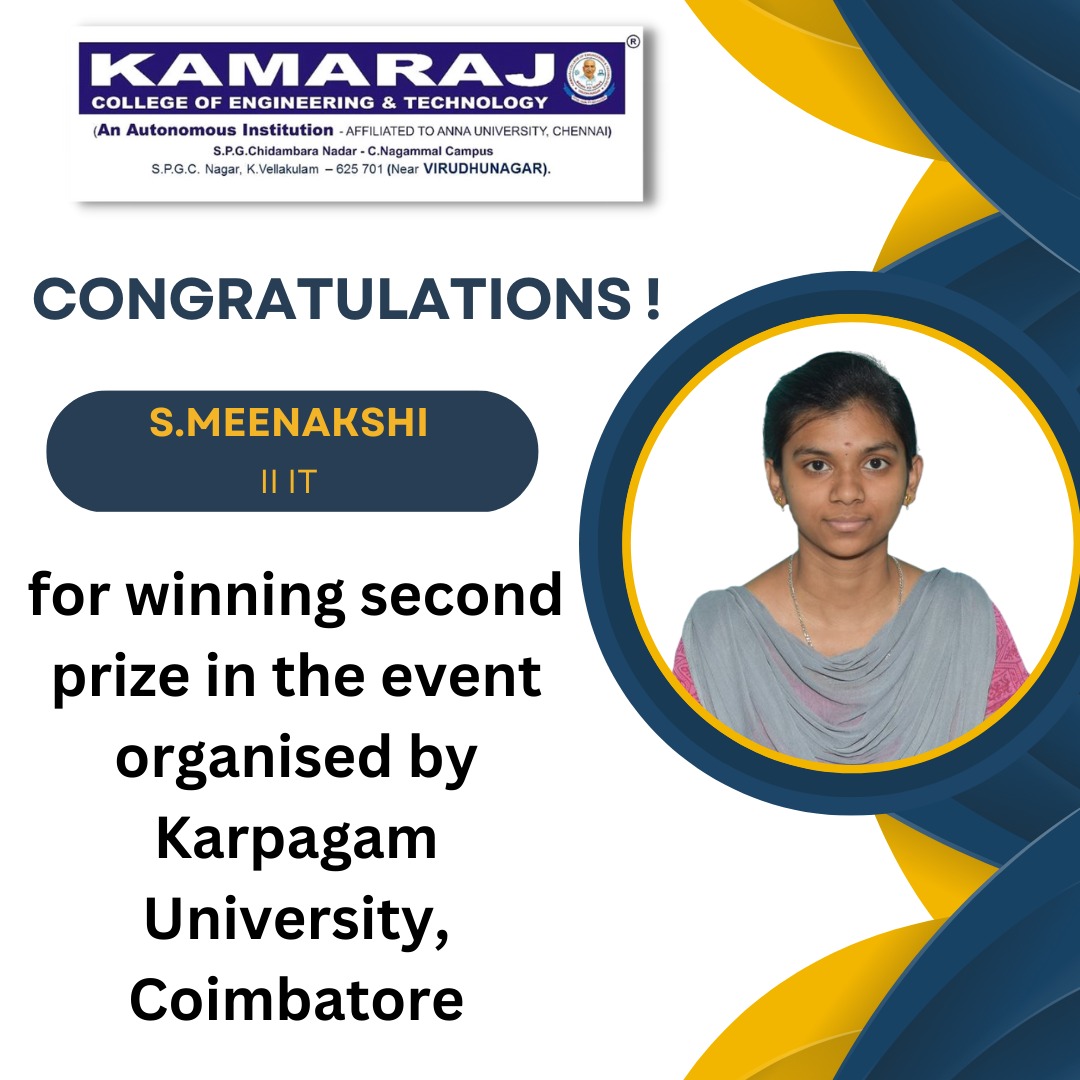 KAMARAJ
®
COLLEGE OF ENGINEERING & TECHNOLOGY
(An Autonomous Institution - AFFILIATED TO ANNA UNIVERSITY, CHENNAI)
S.P.G.Chidambara Nadar - C.Nagammal Campus
S.P.G.C. Nagar, K.Vellakulam – 625 701 (Near VIRUDHUNAGAR).
CONGRATULATIONS !
S.MEENAKSHI
II IT
for winning second
prize in the event
organised by
Karpagam
University,
Coimbatore